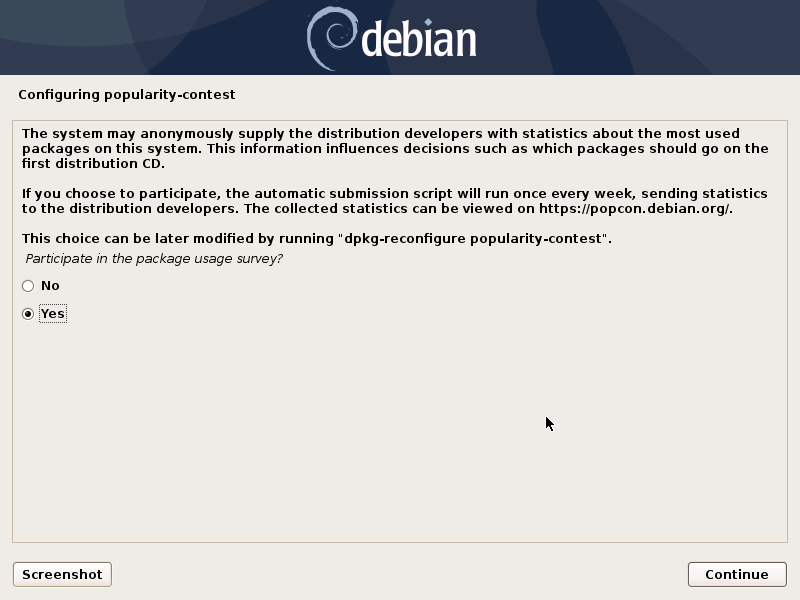 debian
Configuring popularity-contest
The system may anonymously supply the distribution developers with statistics about the most used
packages on this system. This information influences decisions such as which packages should go on the
first distribution CD.
If you choose to participate, the automatic submission script will run once every week, sending statistics
to the distribution developers. The collected statistics can be viewed on https://popcon.debian.org/.
This choice can be later modified by running "dpkg-reconfigure popularity-contest".
Participate in the package usage survey?
No
Yes
Screenshot
Continue